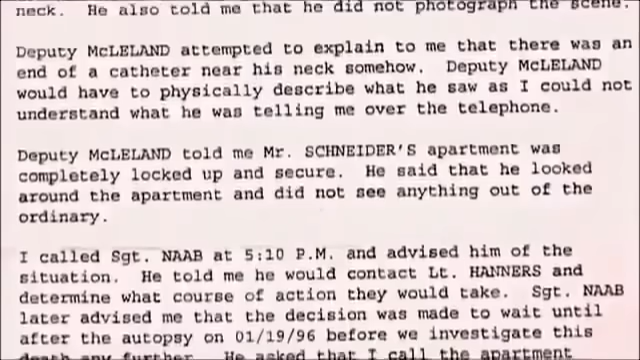 neck. He also told me that he did not photograph the scene.
Deputy McLELAND attempted to explain to me that there was an
end of a catheter near his neck somehow. Deputy McLELAND
would have to physically describe what he saw as I could not
understand what he was telling me over the telephone.
Deputy McLELAND told me Mr. SCHNEIDER'S apartment was
completely locked up and secure. He said that he looked
around the apartment and did not see anything out of the
ordinary.
I called Sgt. NAAB at 5:10 P.M. and advised him of the
situation. He told me he would contact Lt. HANNERS and
determine what course of action they would take. Sgt. NAAB
later advised me that the decision was made to wait until
after the autopsy on 01/19/96 before we investigate this
death any further. He asked that I call the apartment